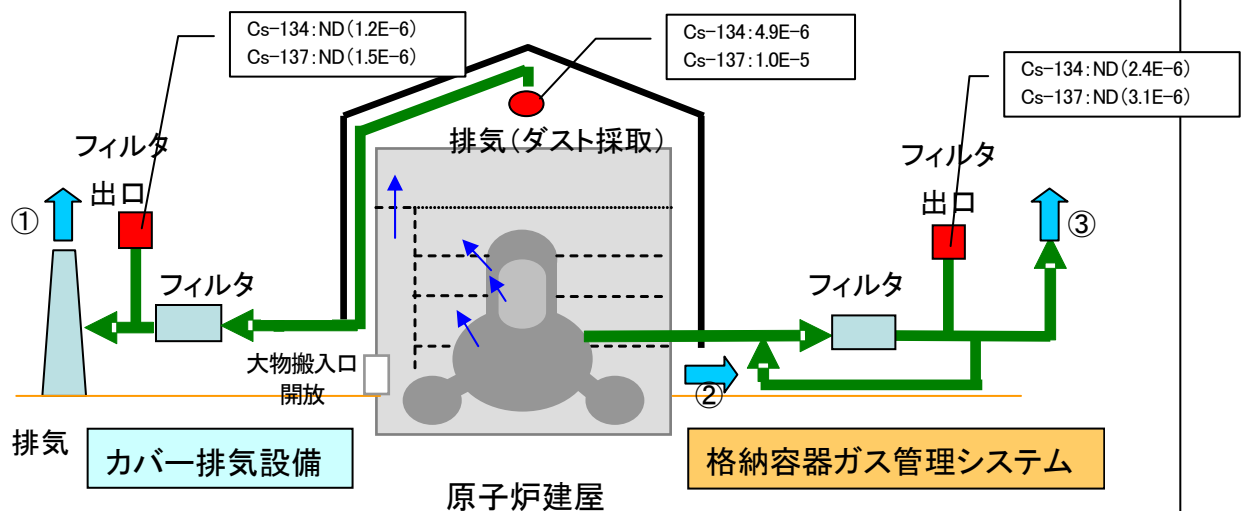 Cs-134:ND(1.2E-6)
Cs-137:ND(1.5E-6)
Cs-134:4.9E-6
Cs-137:1.0E-5
Cs-134:ND(2.4E-6)
Cs-137:ND(3.1E-6)
フィルタ
出口
排気(ダスト採取)
フィルタ
出口
①
③
フィルタ
フィルタ
大物搬入口
開放
②
排気
カバー排気設備
格納容器ガス管理システム
原子炉建屋